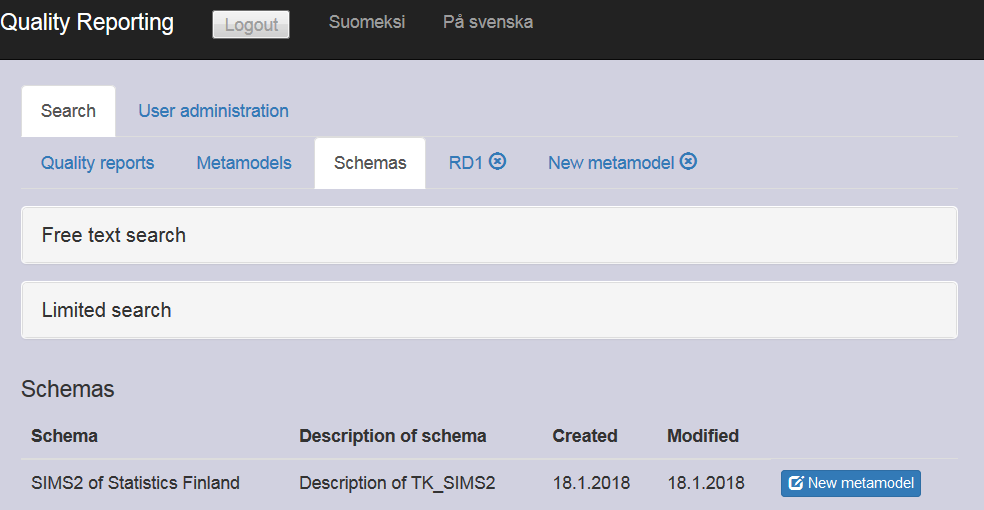 Quality Reporting Logout Suomeksi På svenska
Search User administration
Quality reports Metamodels Schemas RD1 New metamodel
Free text search
Limited search
Schemas
Schema Description of schema Created Modified
SIMS2 of Statistics Finland Description of TK_SIMS2 18.1.2018 18.1.2018 New metamodel